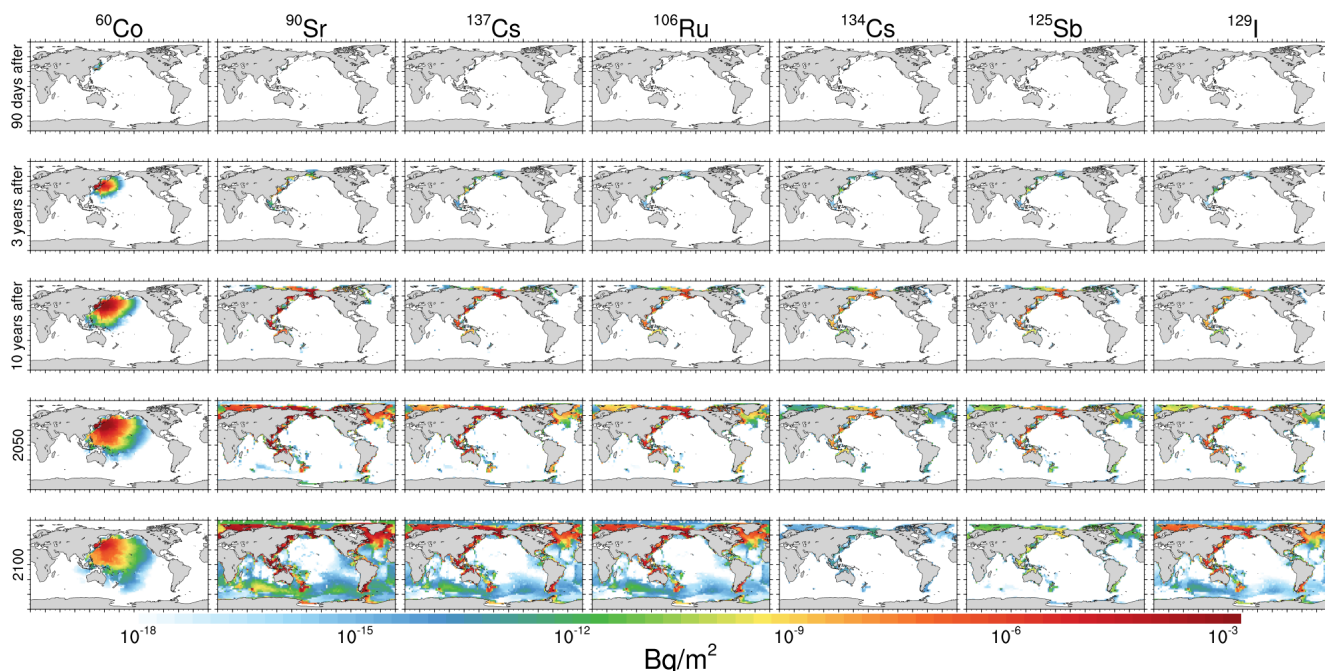 ⁶⁰Co ⁹⁰Sr ¹³⁷Cs ¹⁰⁶Ru ¹³⁴Cs ¹²⁵Sb ¹²⁹I
90 days after
3 years after
10 years after
2050
2100
10⁻¹⁸ 10⁻¹⁵ 10⁻¹² 10⁻⁹ 10⁻⁶ 10⁻³
Bq/m²